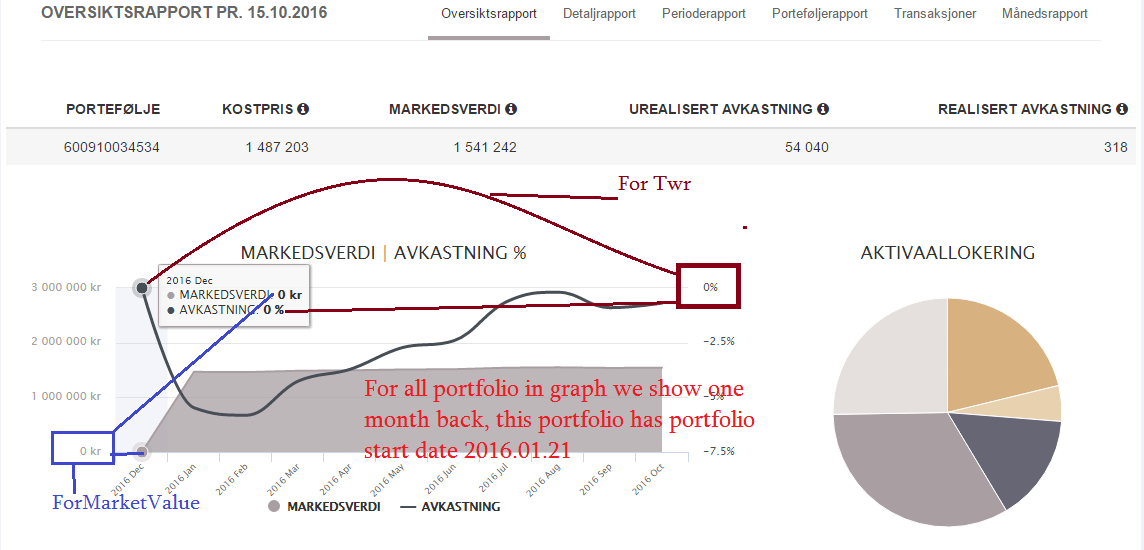 OVERSIKTSRAPPORT PR. 15.10.2016
Oversiktsrapport Detaljrapport Perioderapport Porteføljerapport Transaksjoner Månedsrapport
PORTEFØLJE KOSTPRIS MARKEDSVERDI UREALISERT AVKASTNING REALISERT AVKASTNING
600910034534 1 487 203 1 541 242 54 040 318
For Twr
MARKEDSVERDI | AVKASTNING %
AKTIVAALLOKERING
2016 Dec
MARKEDSVERDI: 0 kr
AVKASTNING: 0 %
3 000 000 kr
2 000 000 kr
1 000 000 kr
0 kr
0%
−2.5%
−5%
−7.5%
For all portfolio in graph we show one
month back, this portfolio has portfolio
start date 2016.01.21
2016 Dec
2016 Jan
2016 Feb
2016 Mar
2016 Apr
2016 May
2016 Jun
2016 Jul
2016 Aug
2016 Sep
2016 Oct
ForMarketValue
MARKEDSVERDI AVKASTNING